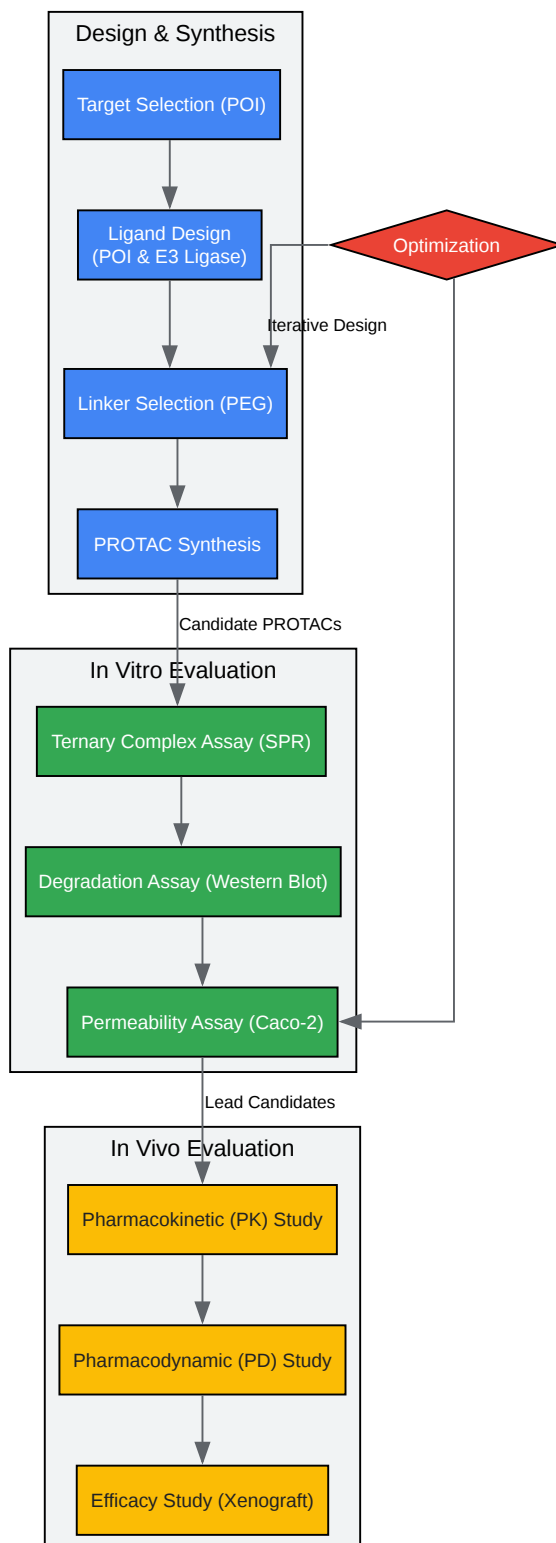 Design & Synthesis
Target Selection (POI)
Ligand Design
(POI & E3 Ligase)
Optimization
Iterative Design
Linker Selection (PEG)
PROTAC Synthesis
Candidate PROTACs
In Vitro Evaluation
Ternary Complex Assay (SPR)
Degradation Assay (Western Blot)
Permeability Assay (Caco-2)
Lead Candidates
In Vivo Evaluation
Pharmacokinetic (PK) Study
Pharmacodynamic (PD) Study
Efficacy Study (Xenograft)